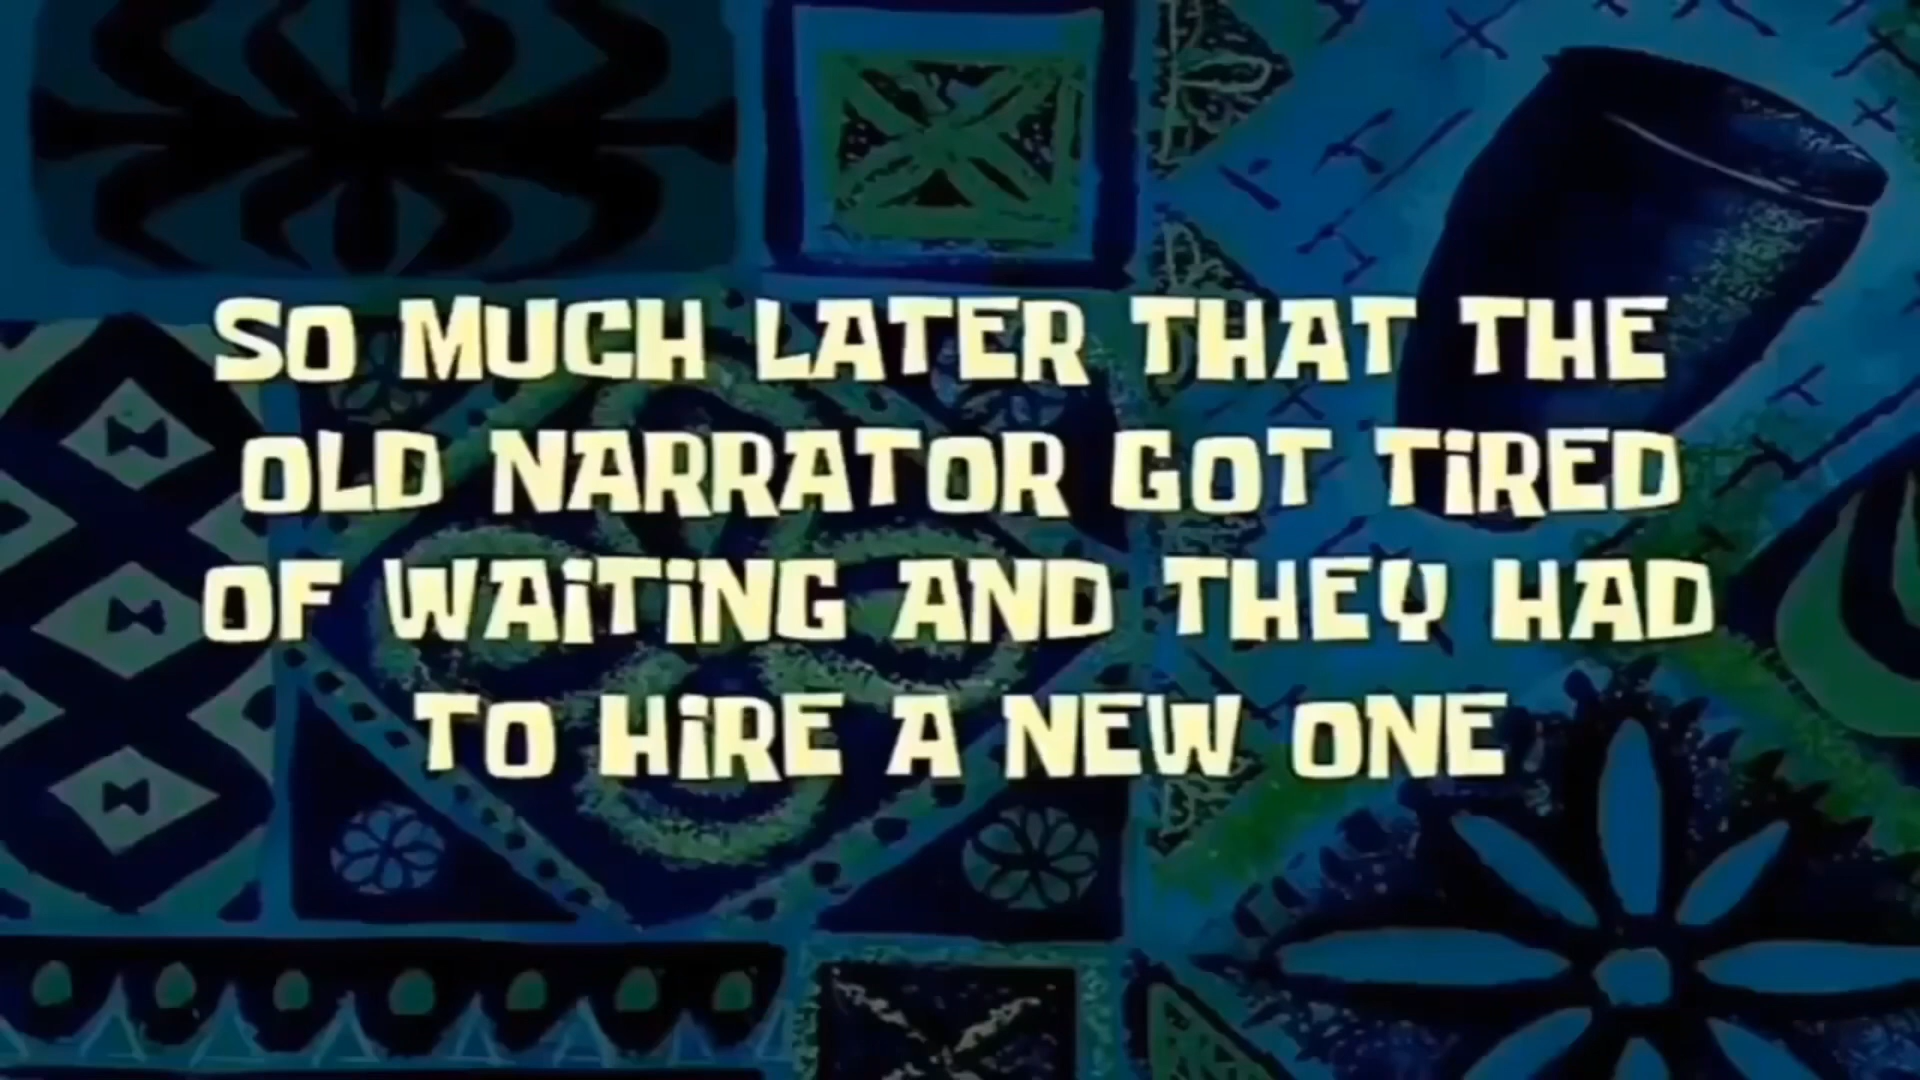 SO MUCH LATER THAT THE
OLD NARRATOR GOT TiRED
OF WAiTiNG AND THEY HAD
TO HiRE A NEW ONE